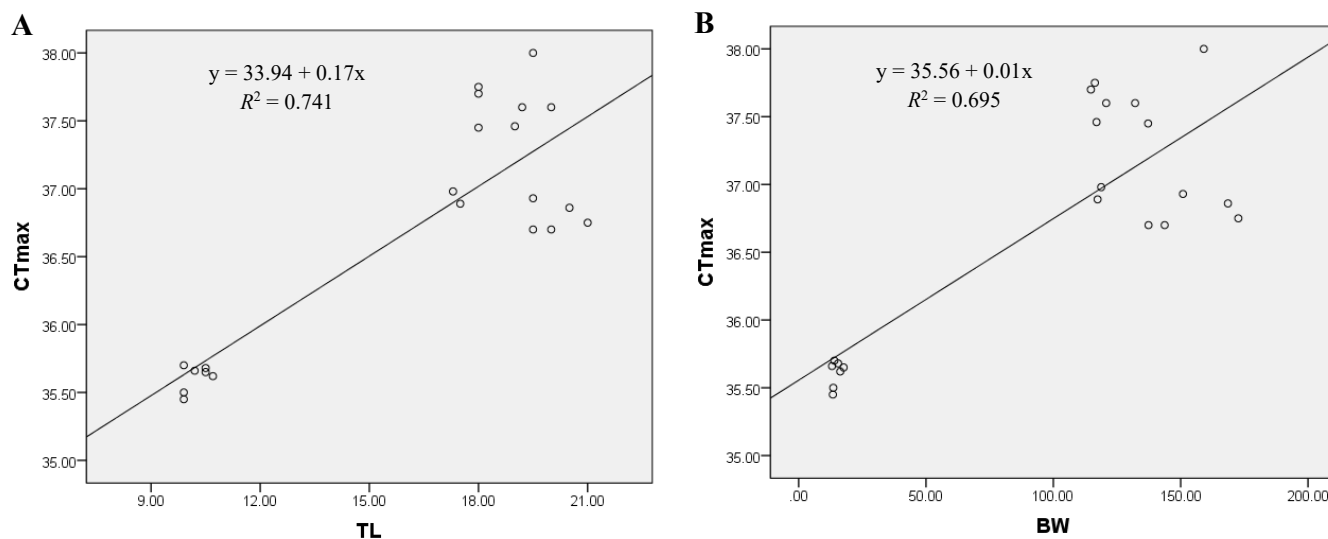 A
y = 33.94 + 0.17x
R² = 0.741
38.00
37.50
37.00
36.50
36.00
35.50
35.00
CTmax
9.00
12.00
15.00
18.00
21.00
TL
B
y = 35.56 + 0.01x
R² = 0.695
38.00
37.50
37.00
36.50
36.00
35.50
35.00
CTmax
.00
50.00
100.00
150.00
200.00
BW